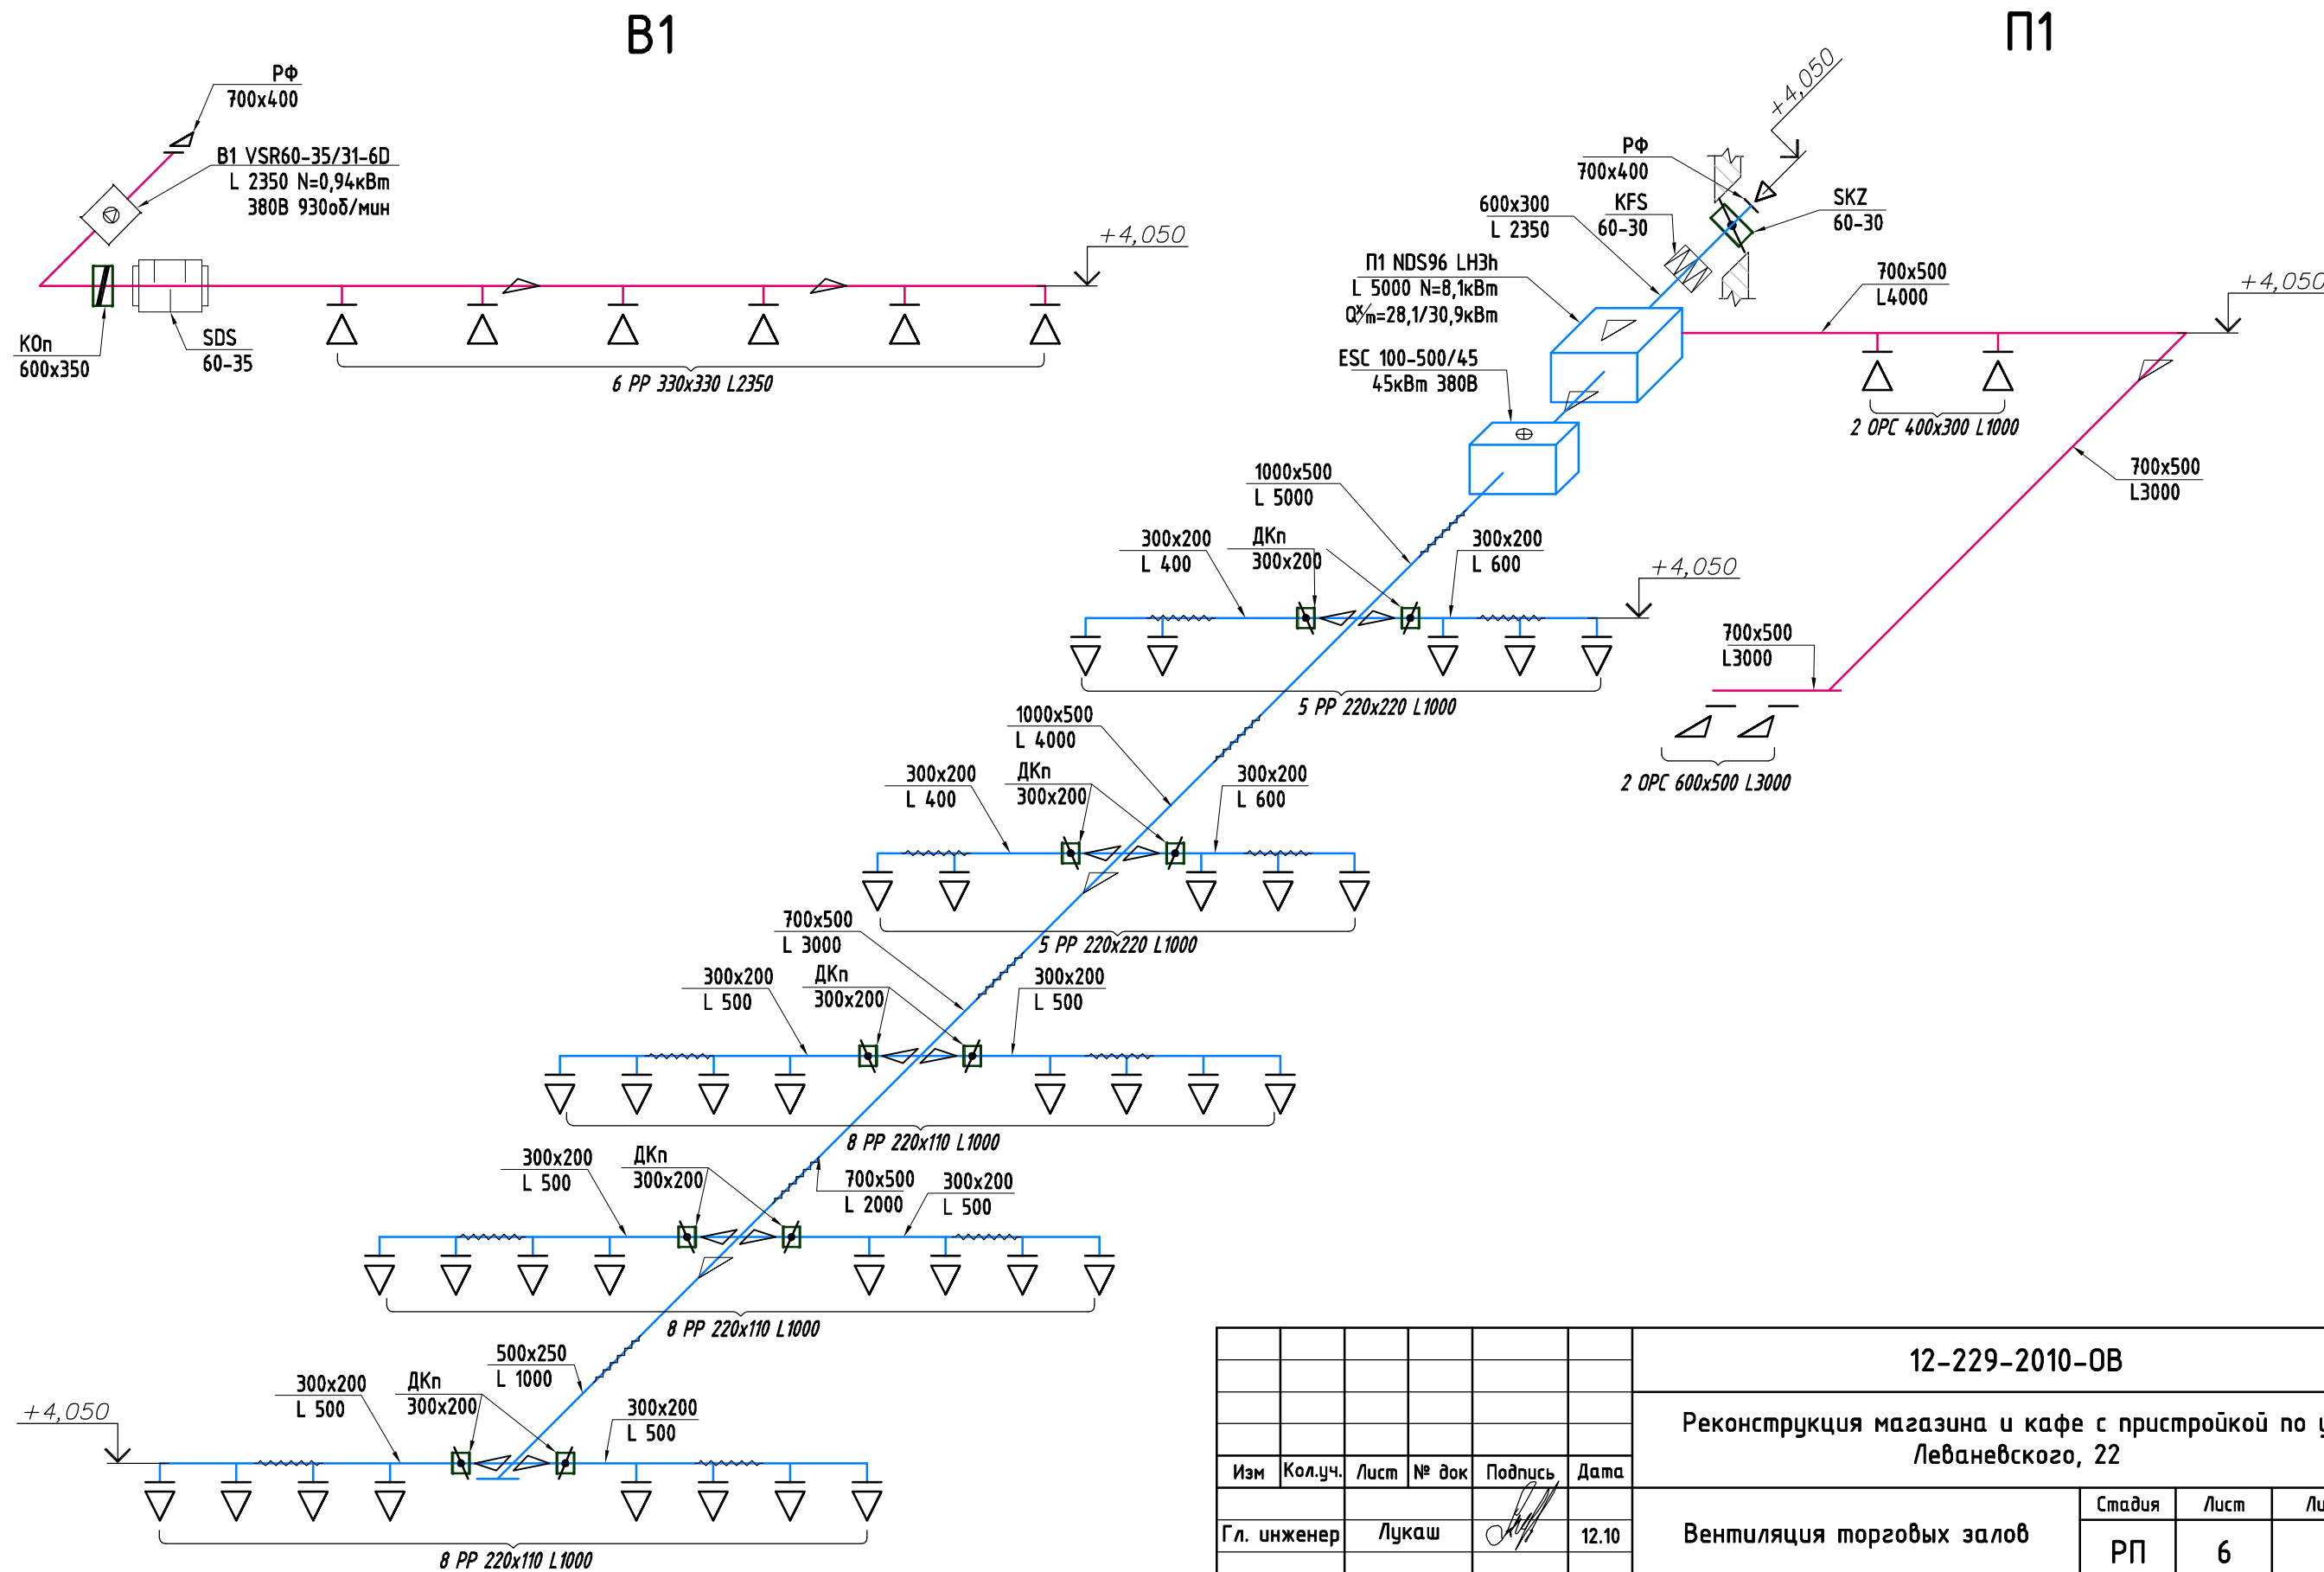 В1
П1
РФ
700х400
В1 VSR60-35/31-6D
L 2350 N=0,94кВт
380В 930об/мин
+4,050
КОп
600х350
SDS
60-35
6 РР 330х330 L2350
+4,050
РФ
700х400
600х300
L 2350
KFS
60-30
SKZ
60-30
П1 NDS96 LH3h
L 5000 N=8,1кВт
Qх/т=28,1/30,9кВт
ESC 100-500/45
45кВт 380В
700х500
L4000
+4,050
2 ОРС 400х300 L1000
700х500
L3000
1000х500
L 5000
300х200
L 400
ДКп
300х200
300х200
L 600
+4,050
5 РР 220х220 L1000
700х500
L3000
2 ОРС 600х500 L3000
1000х500
L 4000
300х200
L 400
ДКп
300х200
300х200
L 600
5 РР 220х220 L1000
700х500
L 3000
300х200
L 500
ДКп
300х200
300х200
L 500
8 РР 220х110 L1000
300х200
L 500
ДКп
300х200
700х500
L 2000
300х200
L 500
8 РР 220х110 L1000
500х250
L 1000
300х200
L 500
ДКп
300х200
300х200
L 500
+4,050
8 РР 220х110 L1000
12-229-2010-ОВ
Реконструкция магазина и кафе с пристройкой по у
Леваневского, 22
Изм Кол.уч. Лист № док Подпись Дата
Гл. инженер Лукаш 12.10
Вентиляция торговых залов
Стадия Лист Ли
РП 6